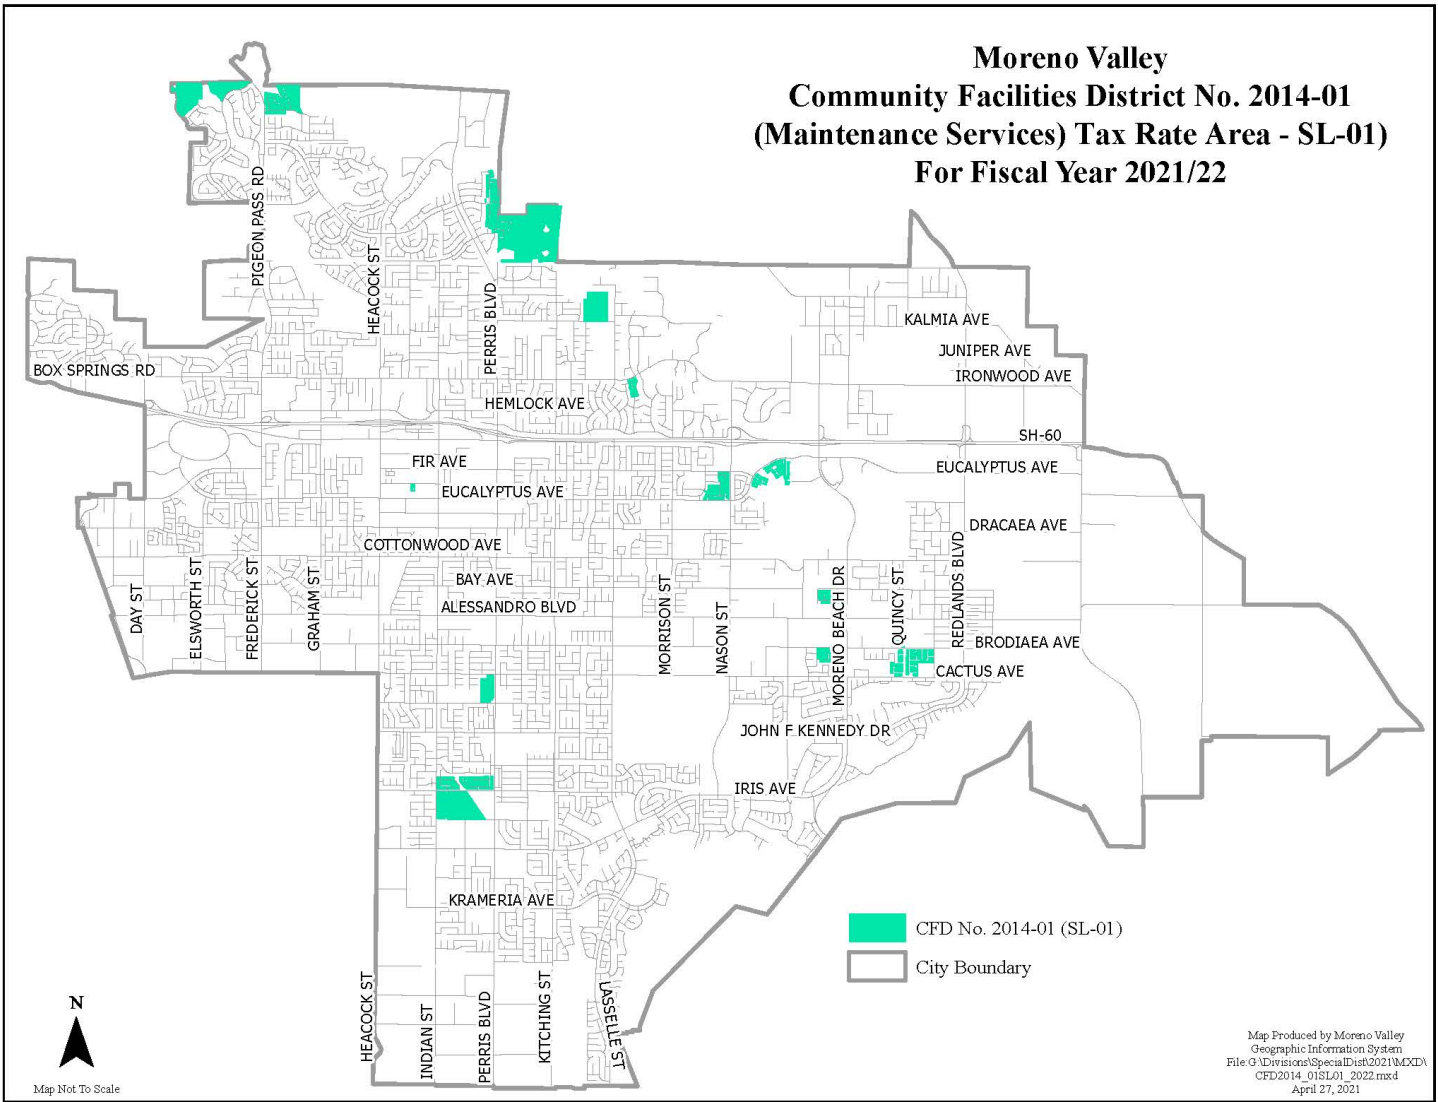 Moreno Valley
Community Facilities District No. 2014-01
(Maintenance Services) Tax Rate Area - SL-01)
For Fiscal Year 2021/22
PIGEON PASS RD
HEACOCK ST
PERRIS BLVD
KALMIA AVE
JUNIPER AVE
BOX SPRINGS RD
IRONWOOD AVE
HEMLOCK AVE
SH-60
FIR AVE
EUCALYPTUS AVE
EUCALYPTUS AVE
DRACAEA AVE
COTTONWOOD AVE
BAY AVE
ALESSANDRO BLVD
DAY ST
ELSWORTH ST
FREDERICK ST
GRAHAM ST
MORRISON ST
NASON ST
MORENO BEACH DR
QUINCY ST
REDLANDS BLVD
BRODIAEA AVE
CACTUS AVE
JOHN F KENNEDY DR
IRIS AVE
KRAMERIA AVE
HEACOCK ST
INDIAN ST
PERRIS BLVD
KITCHING ST
LASSELLE ST
CFD No. 2014-01 (SL-01)
City Boundary
N
Map Not To Scale
Map Produced by Moreno Valley
Geographic Information System
File:G:\Divisions\SpecialDist\2021\MXD\
CFD2014_01SL01_2022.mxd
April 27, 2021